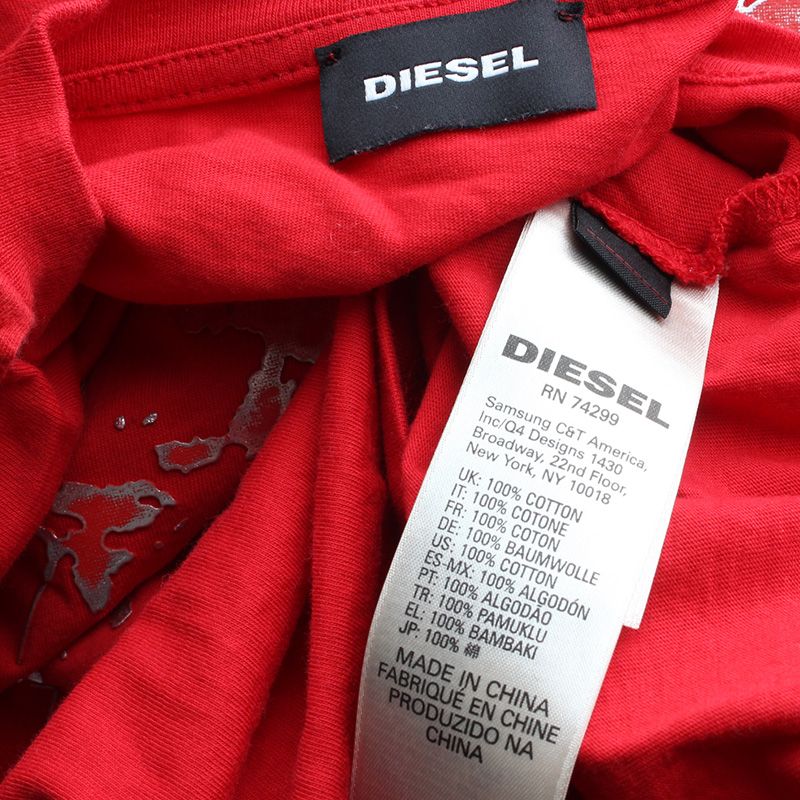 DIESEL
DIESEL
RN 74299
Samsung C&T America,
Inc/Q4 Designs 1430
Broadway, 22nd Floor,
New York, NY 10018
UK: 100% COTTON
IT: 100% COTONE
FR: 100% COTON
DE: 100% BAUMWOLLE
US: 100% COTTON
ES-MX: 100% ALGODÓN
PT: 100% ALGODÃO
TR: 100% PAMUKLU
EL: 100% BAMBAKI
JP: 100% 綿
MADE IN CHINA
FABRIQUÉ EN CHINE
PRODUZIDO NA
CHINA